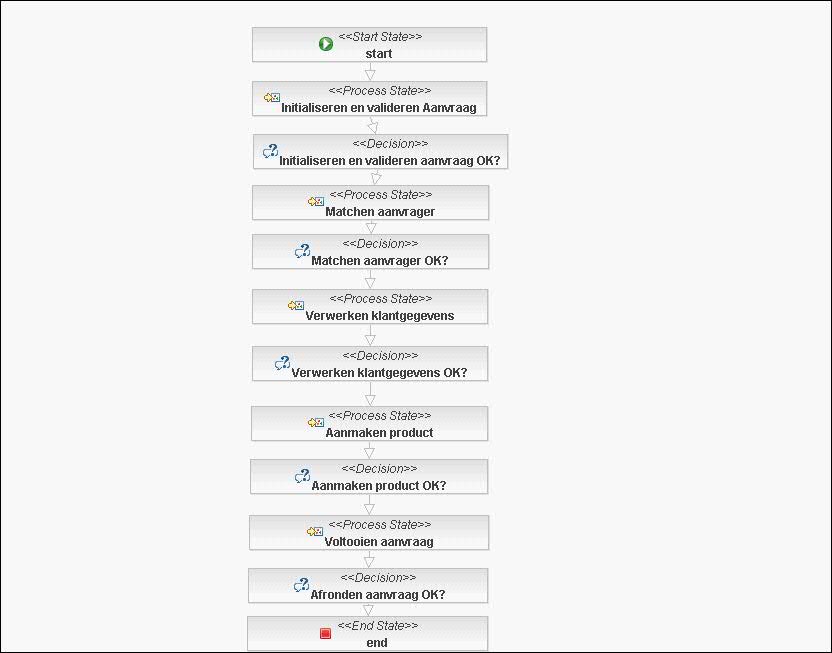 <<Start State>>
start
<<Process State>>
Initialiseren en valideren Aanvraag
<<Decision>>
Initialiseren en valideren aanvraag OK?
<<Process State>>
Matchen aanvrager
<<Decision>>
Matchen aanvrager OK?
<<Process State>>
Verwerken klantgegevens
<<Decision>>
Verwerken klantgegevens OK?
<<Process State>>
Aanmaken product
<<Decision>>
Aanmaken product OK?
<<Process State>>
Voltooien aanvraag
<<Decision>>
Afronden aanvraag OK?
<<End State>>
end